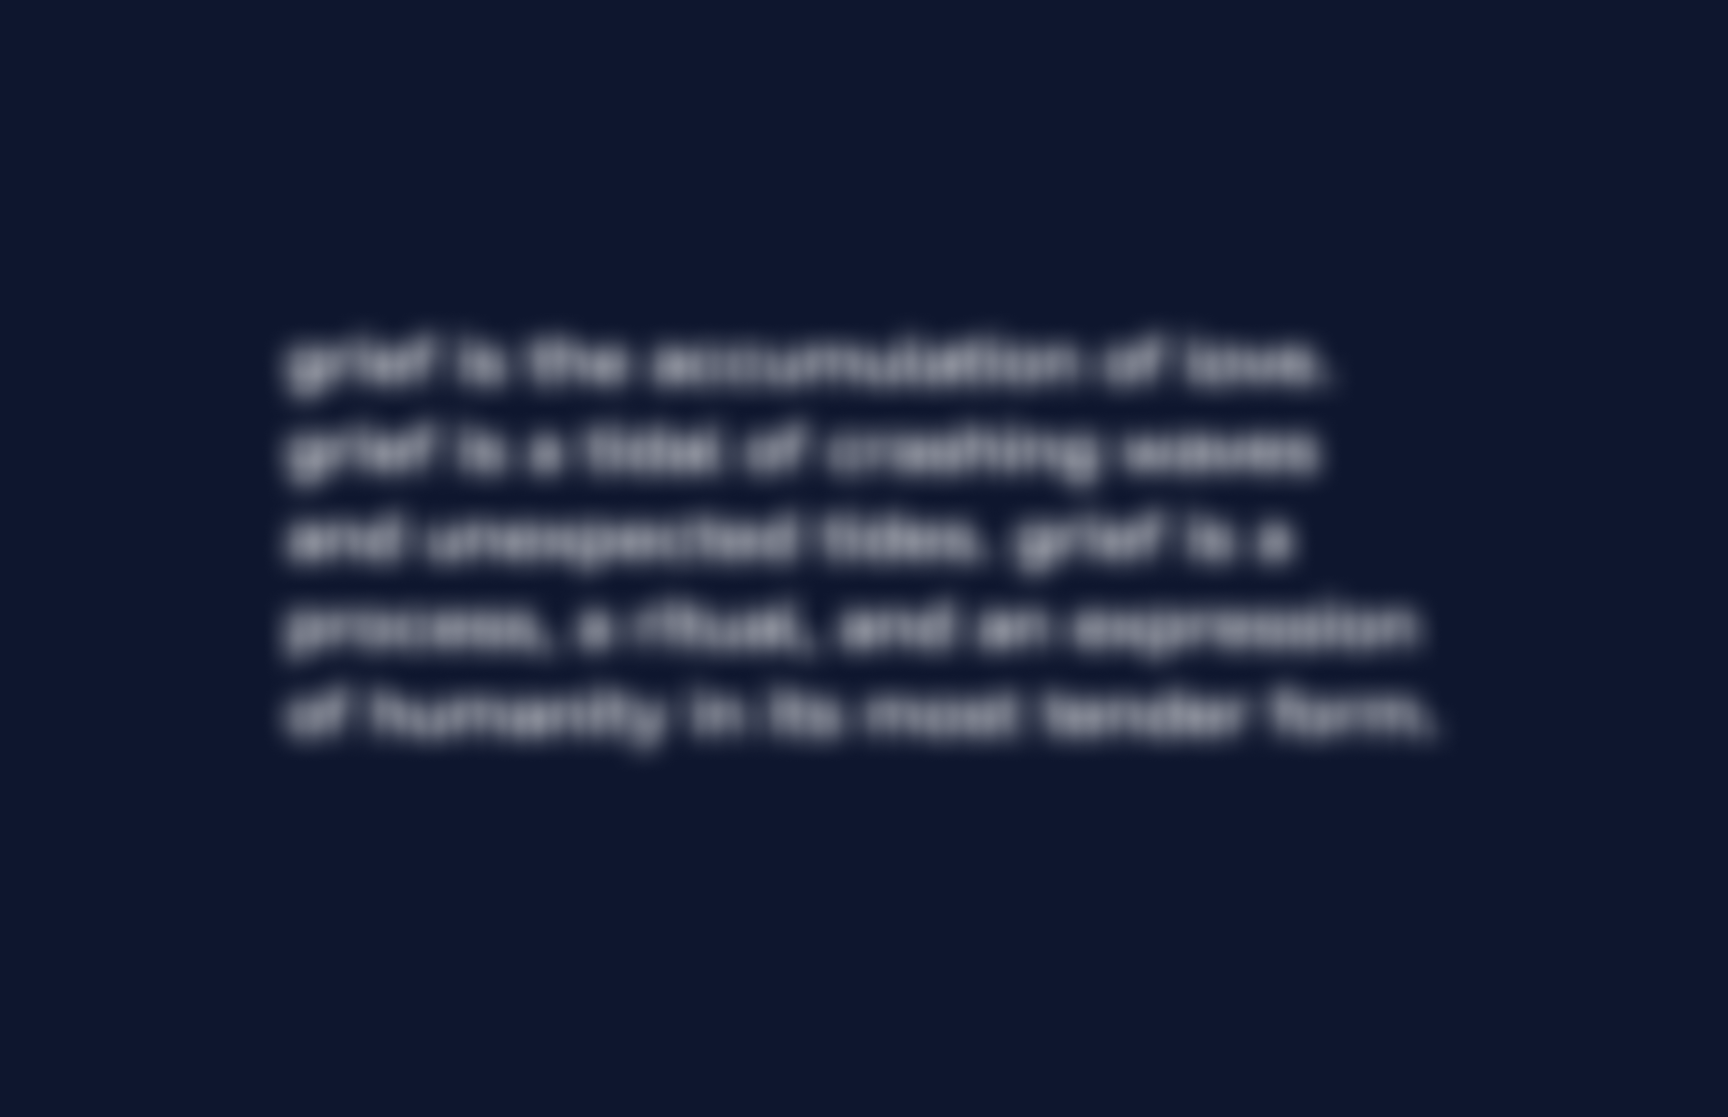 grief is the accumulation of love.
grief is a tidal of crashing waves
and unexpected tides. grief is a
process, a ritual, and an expression
of humanity in its most tender form.